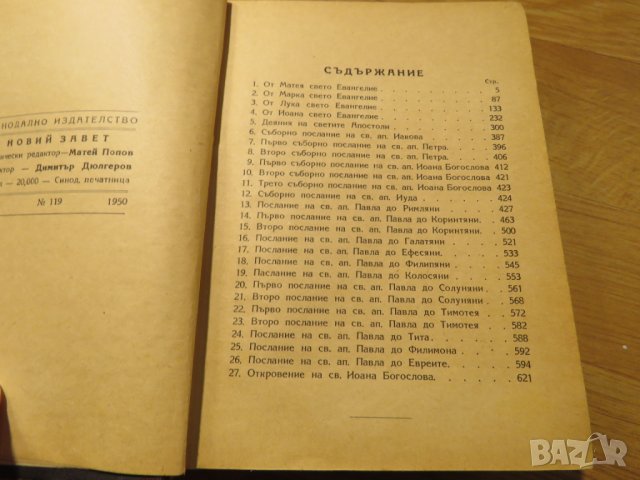 НОДАЛНО ИЗДАТЕЛСТВО
НОВИЙ ЗАВЕТ
ически редактор—Матей Попов
ктор — Димитър Дюлгеров
— 20,000 — Синод. печатница
№ 119 1950
СЪДЪРЖАНИЕ
Стр.
1. От Матея свето Евангелие 5
2. От Марка свето Евангелие 87
3. От Лука свето Евангелие 133
4. От Иоана свето Евангелие 232
5. Деяния на светите Апостоли 300
6. Съборно послание на св. ап. Иакова 387
7. Първо съборно послание на св. ап. Петра. 396
8. Второ съборно послание на св. ап. Петра. 406
9. Първо съборно послание на св. ап. Иоана Богослова 412
10. Второ съборно послание на св. ап. Иоана Богослова 421
11. Трето съборно послание на св. ап. Иоана Богослова 423
12. Съборно послание на св. ап. Иуда 424
13. Послание на св. ап. Павла до Римляни 427
14. Първо послание на св. ап. Павла до Коринтяни 463
15. Второ послание на св. ап. Павла до Коринтяни. 500
16. Послание на св. ап. Павла до Галатяни 521
17. Послание на св. ап. Павла до Ефесяни. 533
18. Послание на св. ап. Павла до Филипяни 545
19. Паслание на св. ап. Павла до Колосяни 553
20. Първо послание на св. ап. Павла до Солуняни 561
21. Второ послание на св. ап. Павла до Солуняни 568
22. Първо послание на св. ап. Павла до Тимотея 572
23. Второ послание на св. ап. Павла до Тимотея 582
24. Послание на св. ап. Павла до Тита 588
25. Послание на св. ап. Павла до Филимона 592
26. Послание на св. ап. Павла до Евреите 594
27. Откровение на св. Иоана Богослова. 621
BAZAR